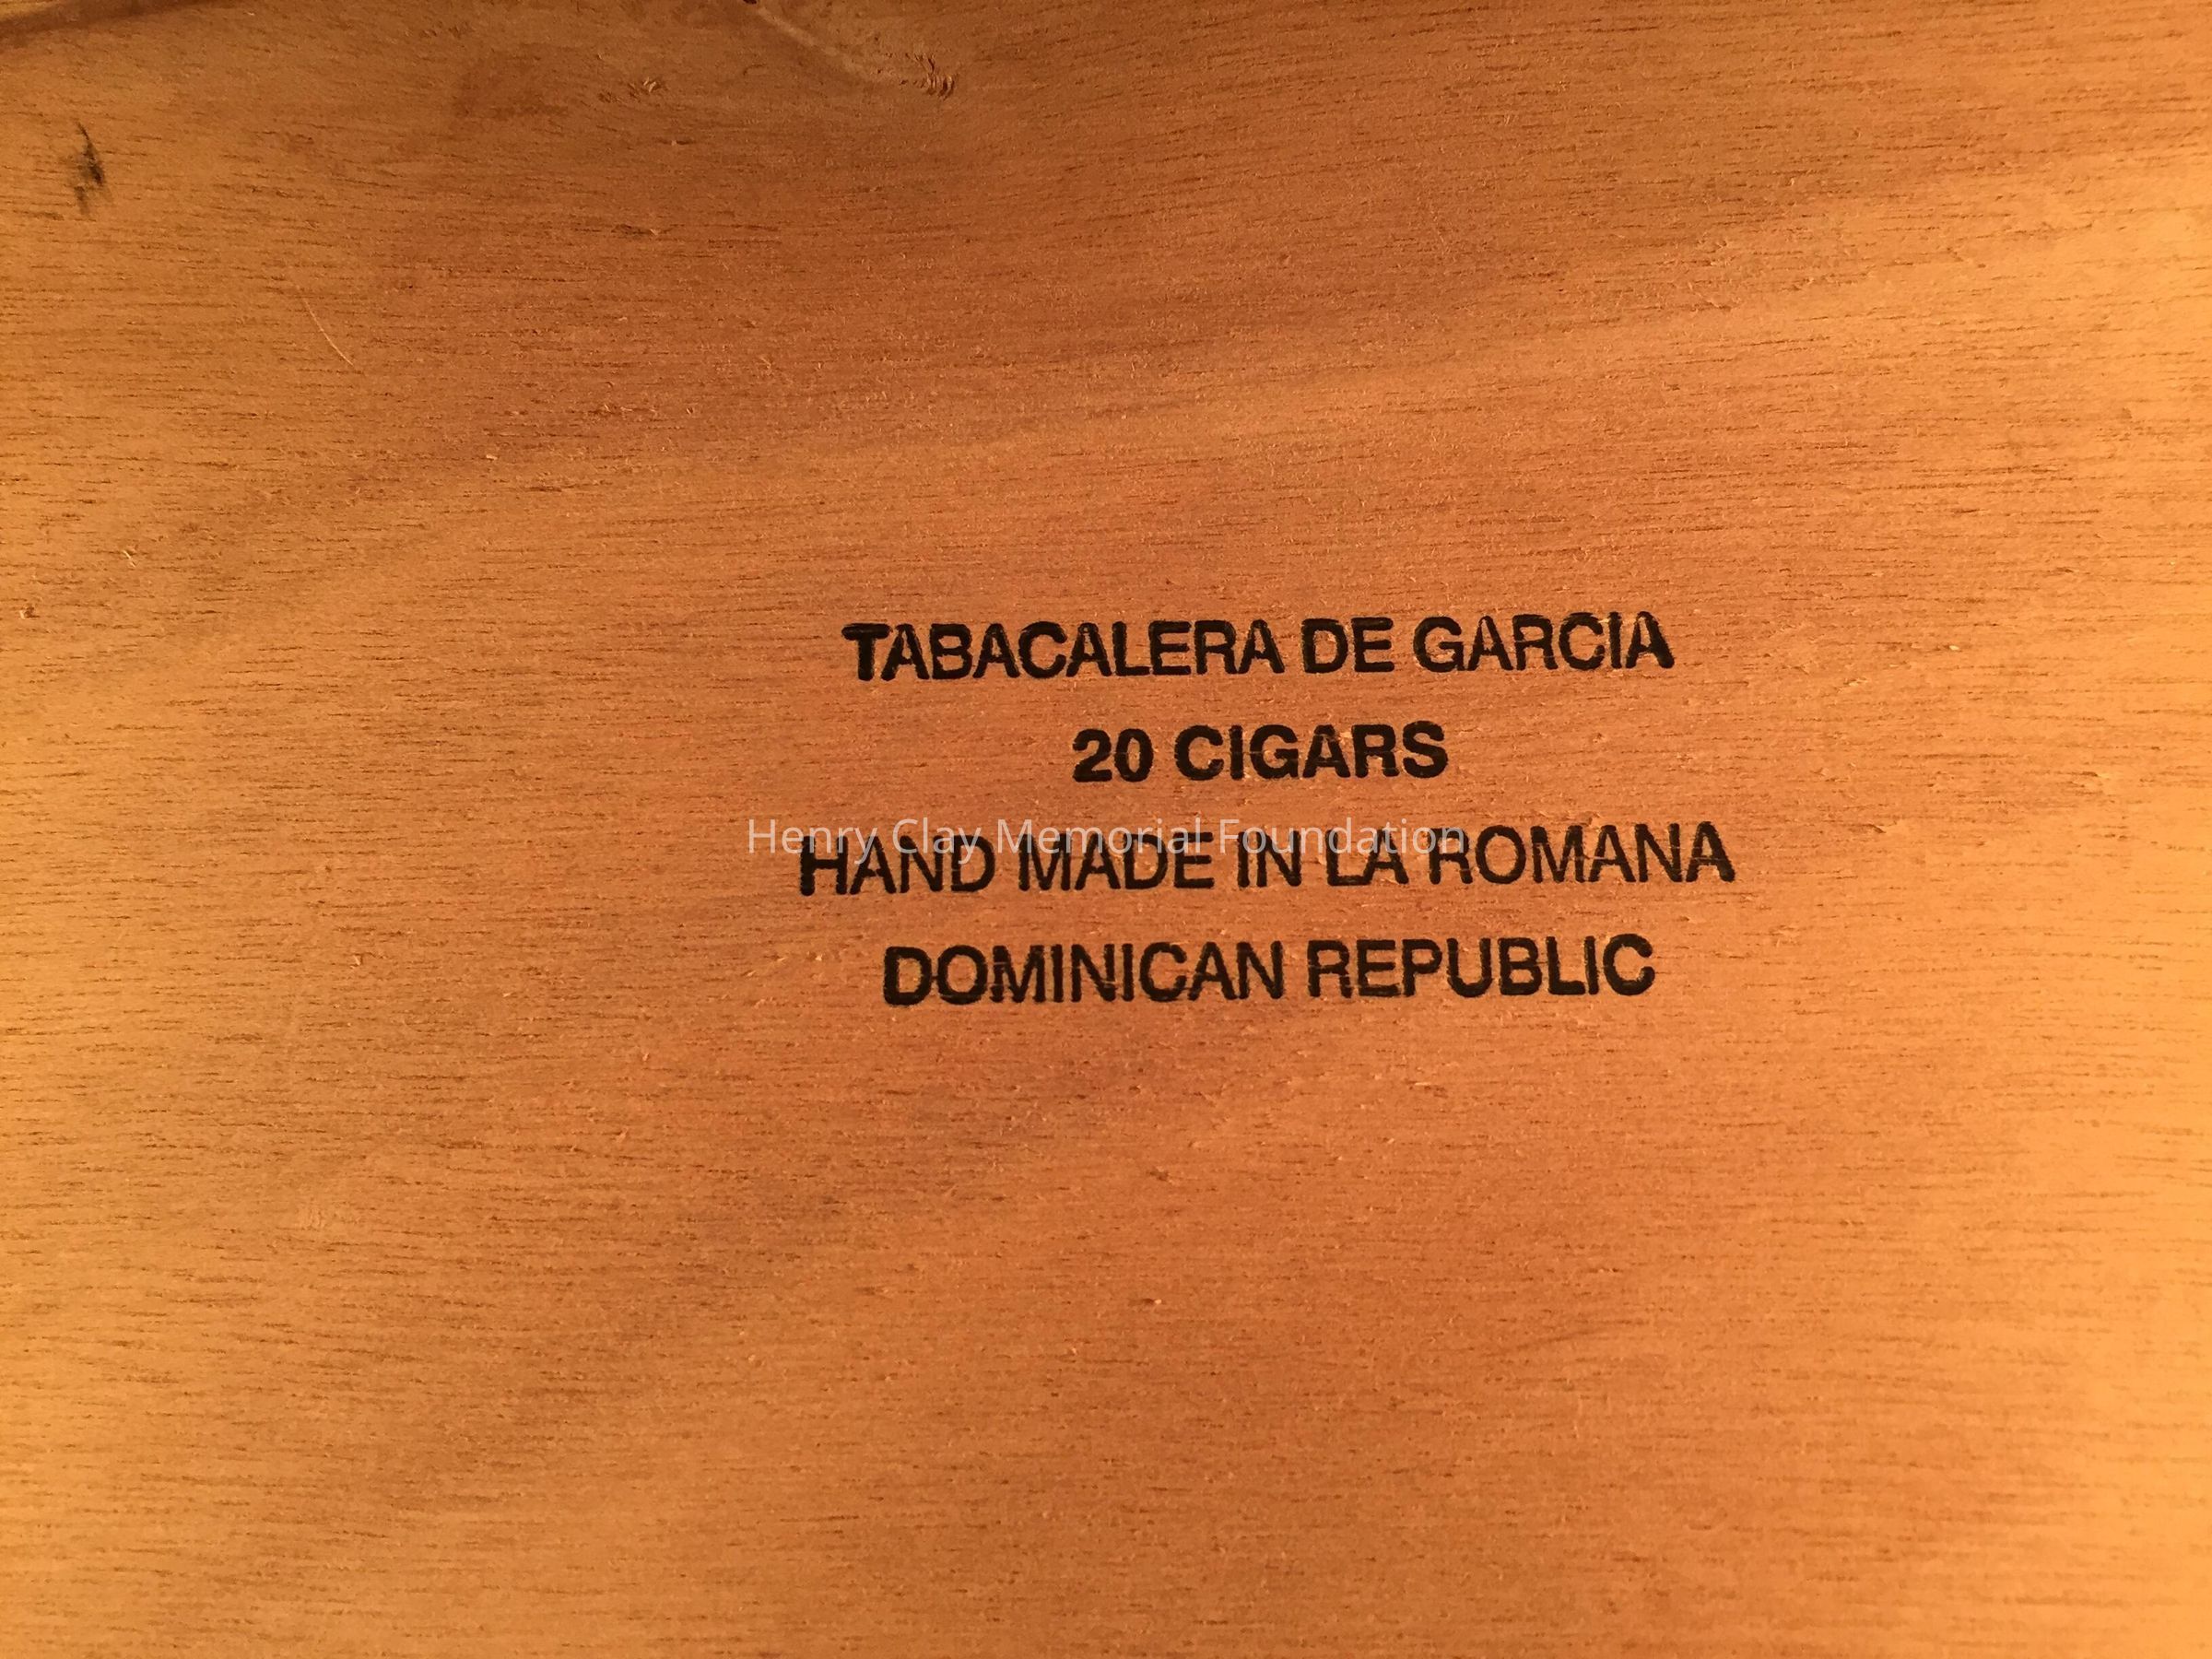 TABACALERA DE GARCIA
20 CIGARS
Henry Clay Memorial Foundation
HAND MADE IN LA ROMANA
DOMINICAN REPUBLIC